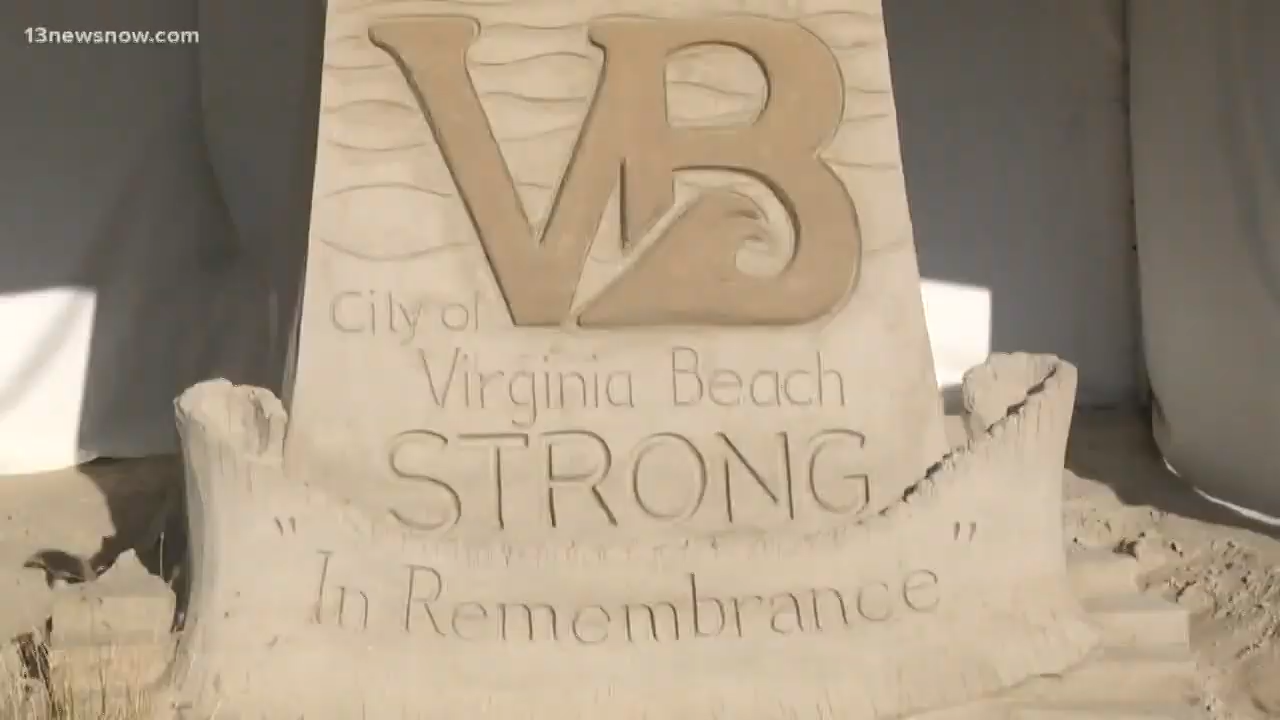 13newsnow.com
VB
City of
Virginia Beach
STRONG
"In Remembrance"